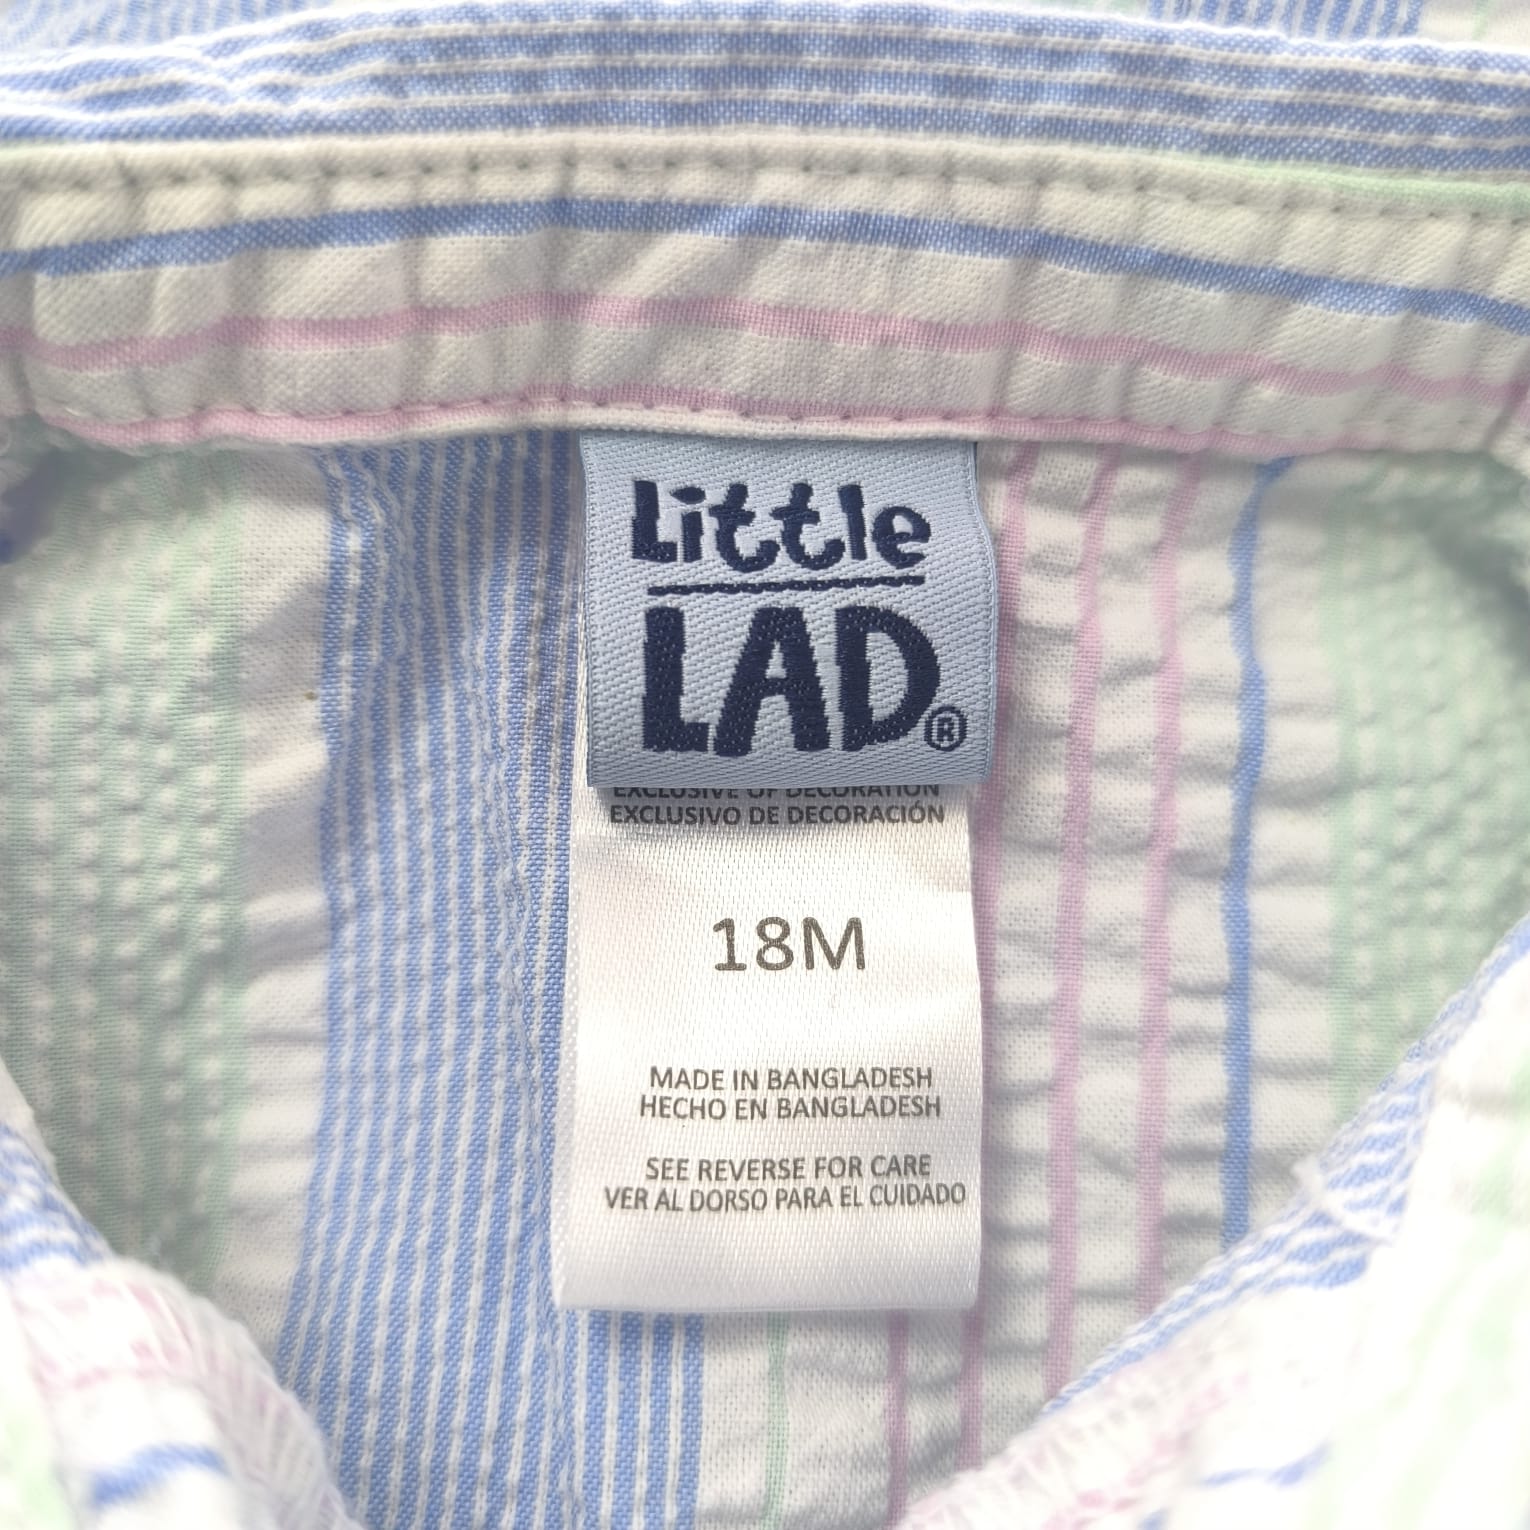 Little
LAD®
EXCLUSIVE OF DECORATION
EXCLUSIVO DE DECORACIÓN
18M
MADE IN BANGLADESH
HECHO EN BANGLADESH
SEE REVERSE FOR CARE
VER AL DORSO PARA EL CUIDADO